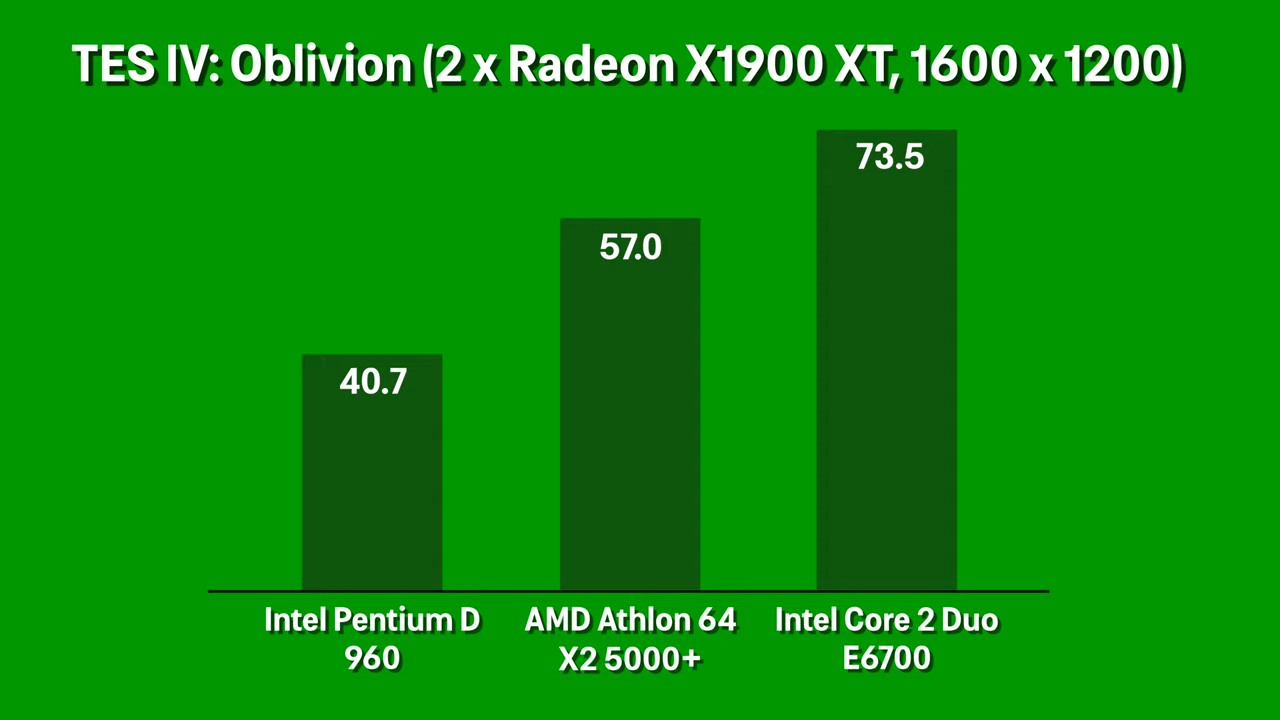 TES IV: Oblivion (2 x Radeon X1900 XT, 1600 x 1200)
73.5
57.0
40.7
Intel Pentium D
960
AMD Athlon 64
X2 5000+
Intel Core 2 Duo
E6700